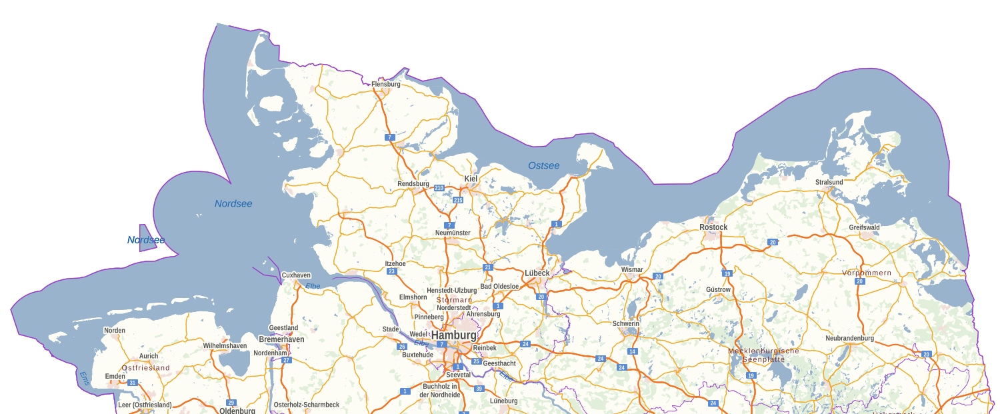 Flensburg
7
Ostsee
Rendsburg
210
Kiel
215
Stralsund
Nordsee
7
1
Neumünster
Rostock
Greifswald
Nordsee
20
Itzehoe
23
21
Lübeck
Wismar
20
19
Vorpommern
20
Cuxhaven
Elbe
Henstedt-Ulzburg
Bad Oldesloe
20
Güstrow
Elmshorn
Stormarn
Norderstedt
1
Pinneberg
Ahrensburg
Schwerin
Norden
Geestland
Stade
Wedel
Hamburg
Bremerhaven
Neubrandenburg
Wilhelmshaven
26
Elbe
7
Reinbek
24
14
Mecklenburgische
Seenplatte
20
Aurich
Nordenham
27
Buxtehude
25
Geesthacht
24
24
Ostfriesland
1
Seevetal
Elbe
19
Ems
Emden
31
1
Buchholz in
der Nordheide
39
Leer (Ostfriesland)
29
Oldenburg
Osterholz-Scharmbeck
Lüneburg
24